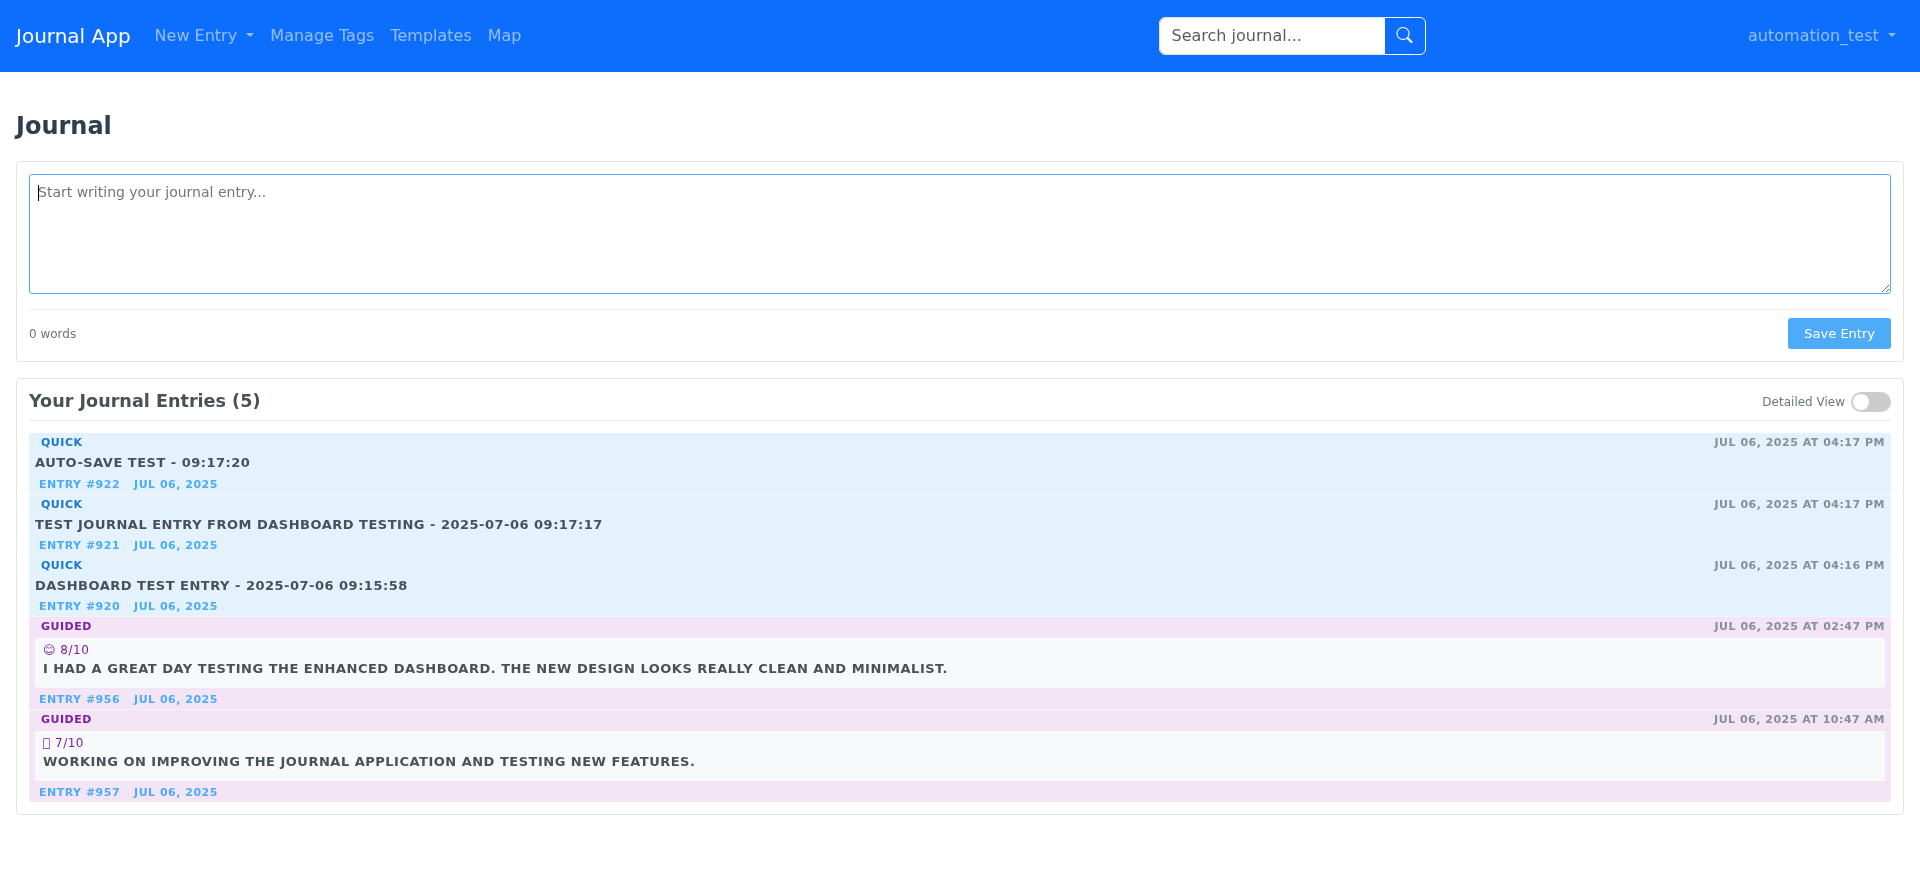 Journal App New Entry Manage Tags Templates Map Search journal... automation_test
Journal
Start writing your journal entry...
0 words Save Entry
Your Journal Entries (5) Detailed View
QUICK JUL 06, 2025 AT 04:17 PM
AUTO-SAVE TEST - 09:17:20
ENTRY #922 JUL 06, 2025
QUICK JUL 06, 2025 AT 04:17 PM
TEST JOURNAL ENTRY FROM DASHBOARD TESTING - 2025-07-06 09:17:17
ENTRY #921 JUL 06, 2025
QUICK JUL 06, 2025 AT 04:16 PM
DASHBOARD TEST ENTRY - 2025-07-06 09:15:58
ENTRY #920 JUL 06, 2025
GUIDED JUL 06, 2025 AT 02:47 PM
😊 8/10
I HAD A GREAT DAY TESTING THE ENHANCED DASHBOARD. THE NEW DESIGN LOOKS REALLY CLEAN AND MINIMALIST.
ENTRY #956 JUL 06, 2025
GUIDED JUL 06, 2025 AT 10:47 AM
7/10
WORKING ON IMPROVING THE JOURNAL APPLICATION AND TESTING NEW FEATURES.
ENTRY #957 JUL 06, 2025